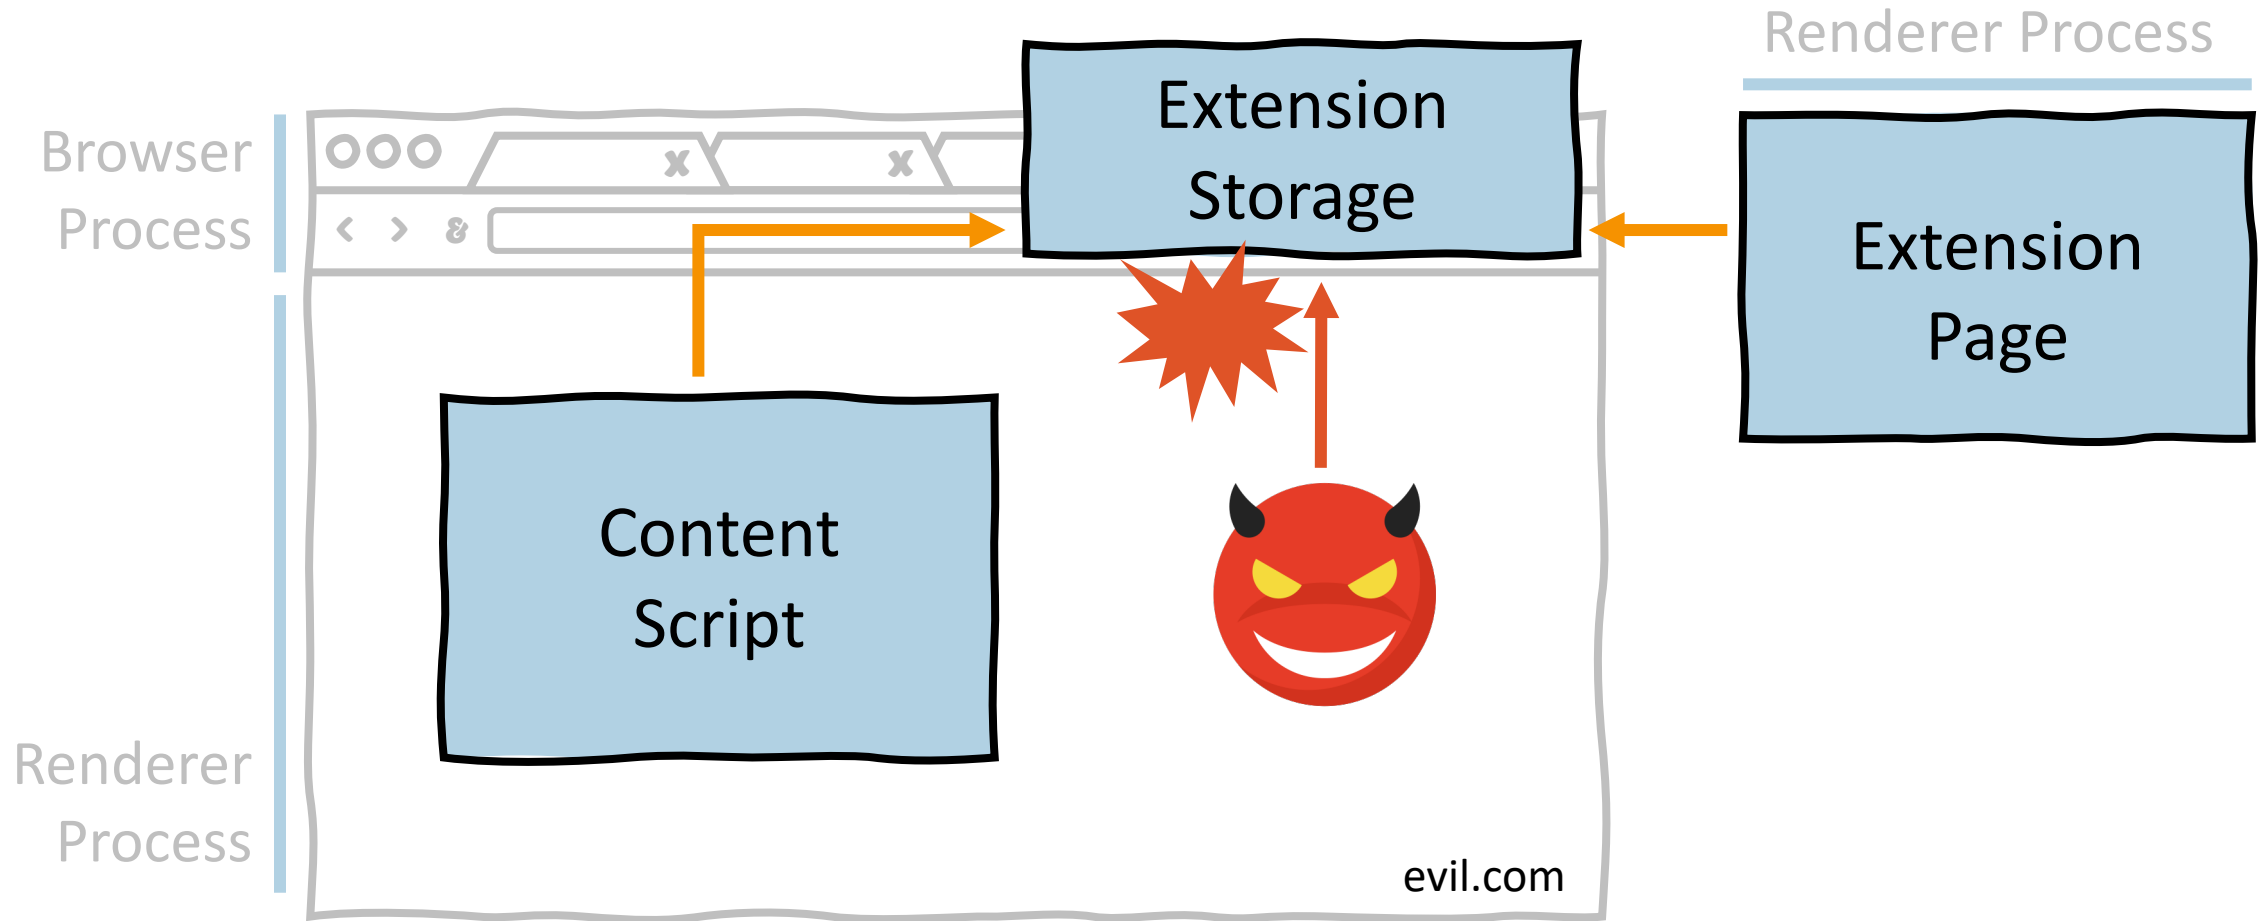 Renderer Process
Extension
Storage
Browser
Process
x
x
< > &
Extension
Page
Content
Script
Renderer
Process
evil.com